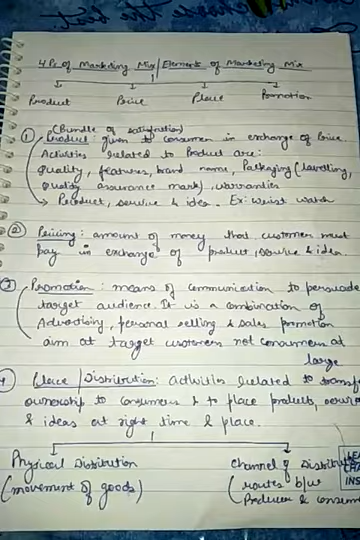 4 Ps of Marketing Mix / Elements of Marketing Mix
Product Price Place Promotion
(Bundle of satisfaction)
① Product: given to consumer in exchange of Price.
Activities Related to Product are:
quality, features, brand name, Packaging (Labelling,
Quality assurance mark), warranties
→ Product, service & idea. Ex: wrist watch
② Pricing: amount of money that customer must
pay in exchange of product, service & idea
③ Promotion: means of communication to persuade
target audience. It is a combination of
Advertising, personal selling & sales promotion
aim at target customers not consumers at
large
4 Place / Distribution: Activities Related to transf
ownership to consumers & to place products,
& ideas at right time & place.
Physical Distribution Channel of Distribut
(movement of goods) (routes b/w
Producer & consum